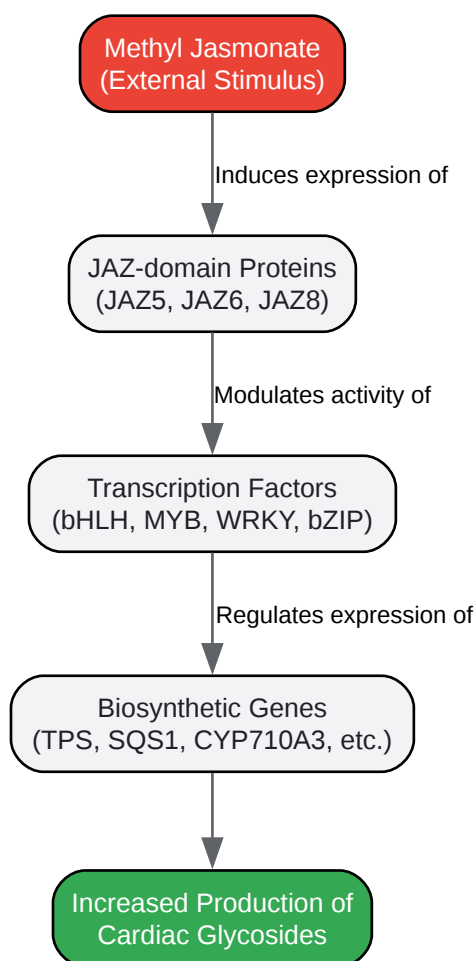 Methyl Jasmonate
(External Stimulus)
Induces expression of
JAZ-domain Proteins
(JAZ5, JAZ6, JAZ8)
Modulates activity of
Transcription Factors
(bHLH, MYB, WRKY, bZIP)
Regulates expression of
Biosynthetic Genes
(TPS, SQS1, CYP710A3, etc.)
Increased Production of
Cardiac Glycosides